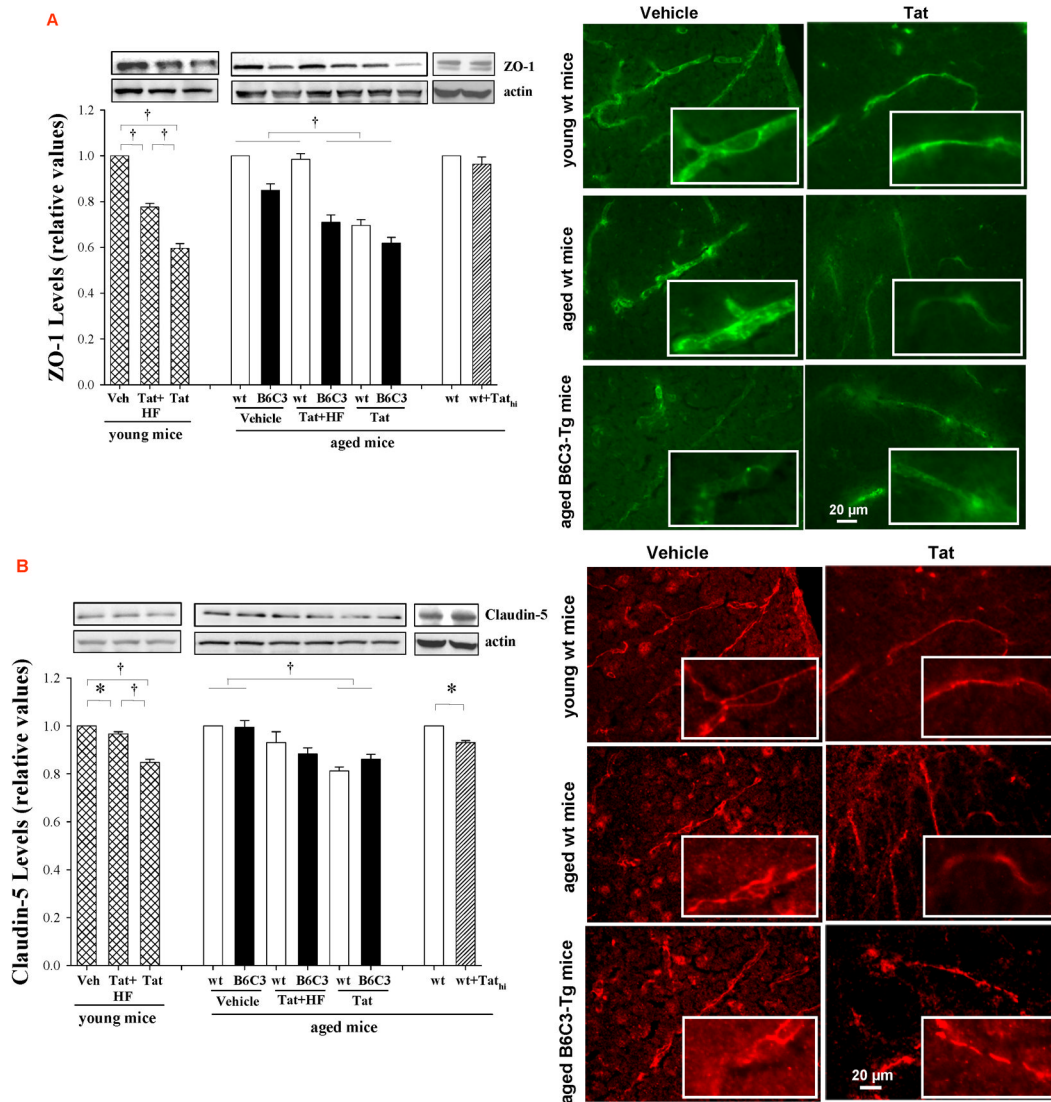 A
ZO-1
actin
ZO-1 Levels (relative values)
1.2
1.0
0.8
0.6
0.4
0.2
0.0
†
† †
†
Veh Tat+ Tat
HF
young mice
wt B6C3 wt B6C3 wt B6C3
Vehicle Tat+HF Tat
aged mice
wt wt+Tat hi
Vehicle Tat
young wt mice
aged wt mice
aged B6C3-Tg mice
20 µm
B
Claudin-5
actin
Claudin-5 Levels (relative values)
1.2
1.0
0.8
0.6
0.4
0.2
0.0
†
* †
†
*
Veh Tat+ Tat
HF
young mice
wt B6C3 wt B6C3 wt B6C3
Vehicle Tat+HF Tat
aged mice
wt wt+Tat hi
Vehicle Tat
young wt mice
aged wt mice
aged B6C3-Tg mice
20 µm